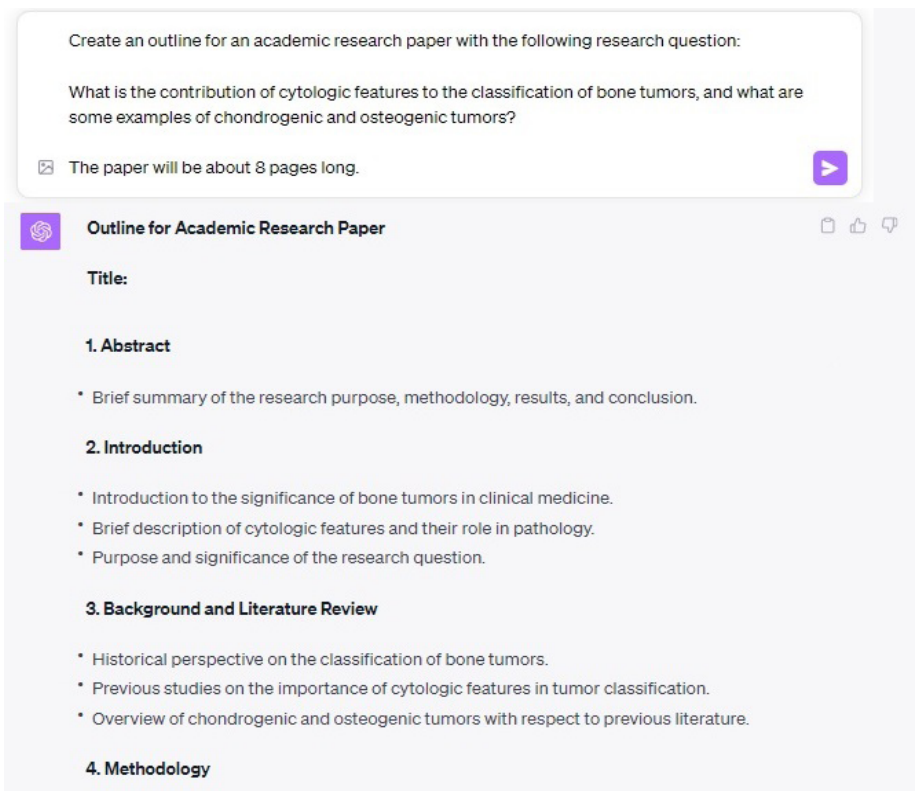 Create an outline for an academic research paper with the following research question:
What is the contribution of cytologic features to the classification of bone tumors, and what are
some examples of chondrogenic and osteogenic tumors?
The paper will be about 8 pages long.
Outline for Academic Research Paper
Title:
1. Abstract
• Brief summary of the research purpose, methodology, results, and conclusion.
2. Introduction
• Introduction to the significance of bone tumors in clinical medicine.
• Brief description of cytologic features and their role in pathology.
• Purpose and significance of the research question.
3. Background and Literature Review
• Historical perspective on the classification of bone tumors.
• Previous studies on the importance of cytologic features in tumor classification.
• Overview of chondrogenic and osteogenic tumors with respect to previous literature.
4. Methodology